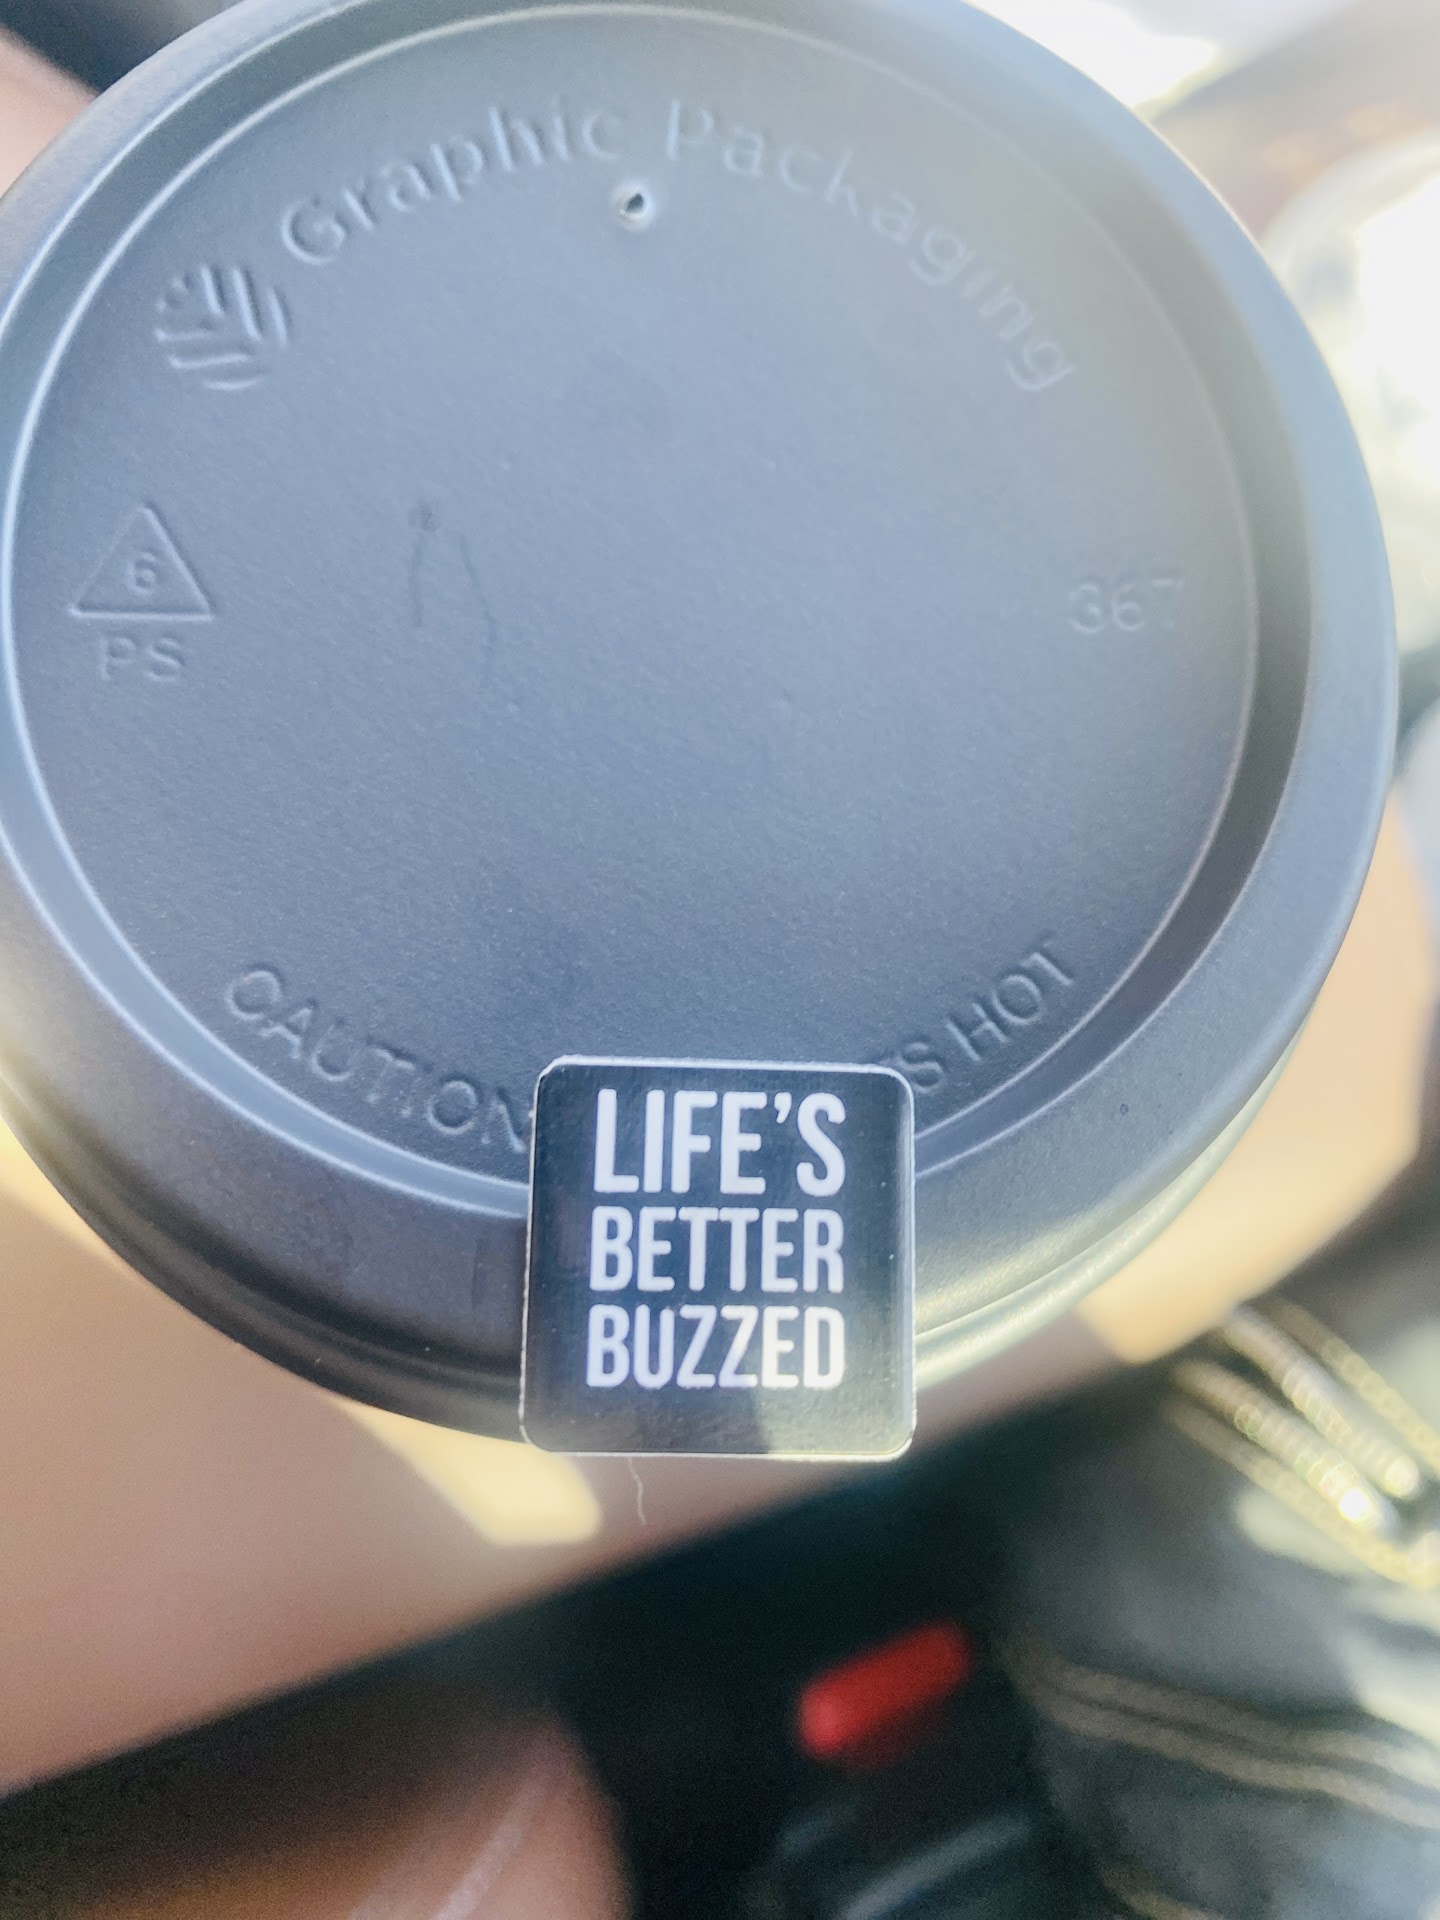 Graphic Packaging
6
PS
367
CAUTION
HOT
LIFE'S
BETTER
BUZZED